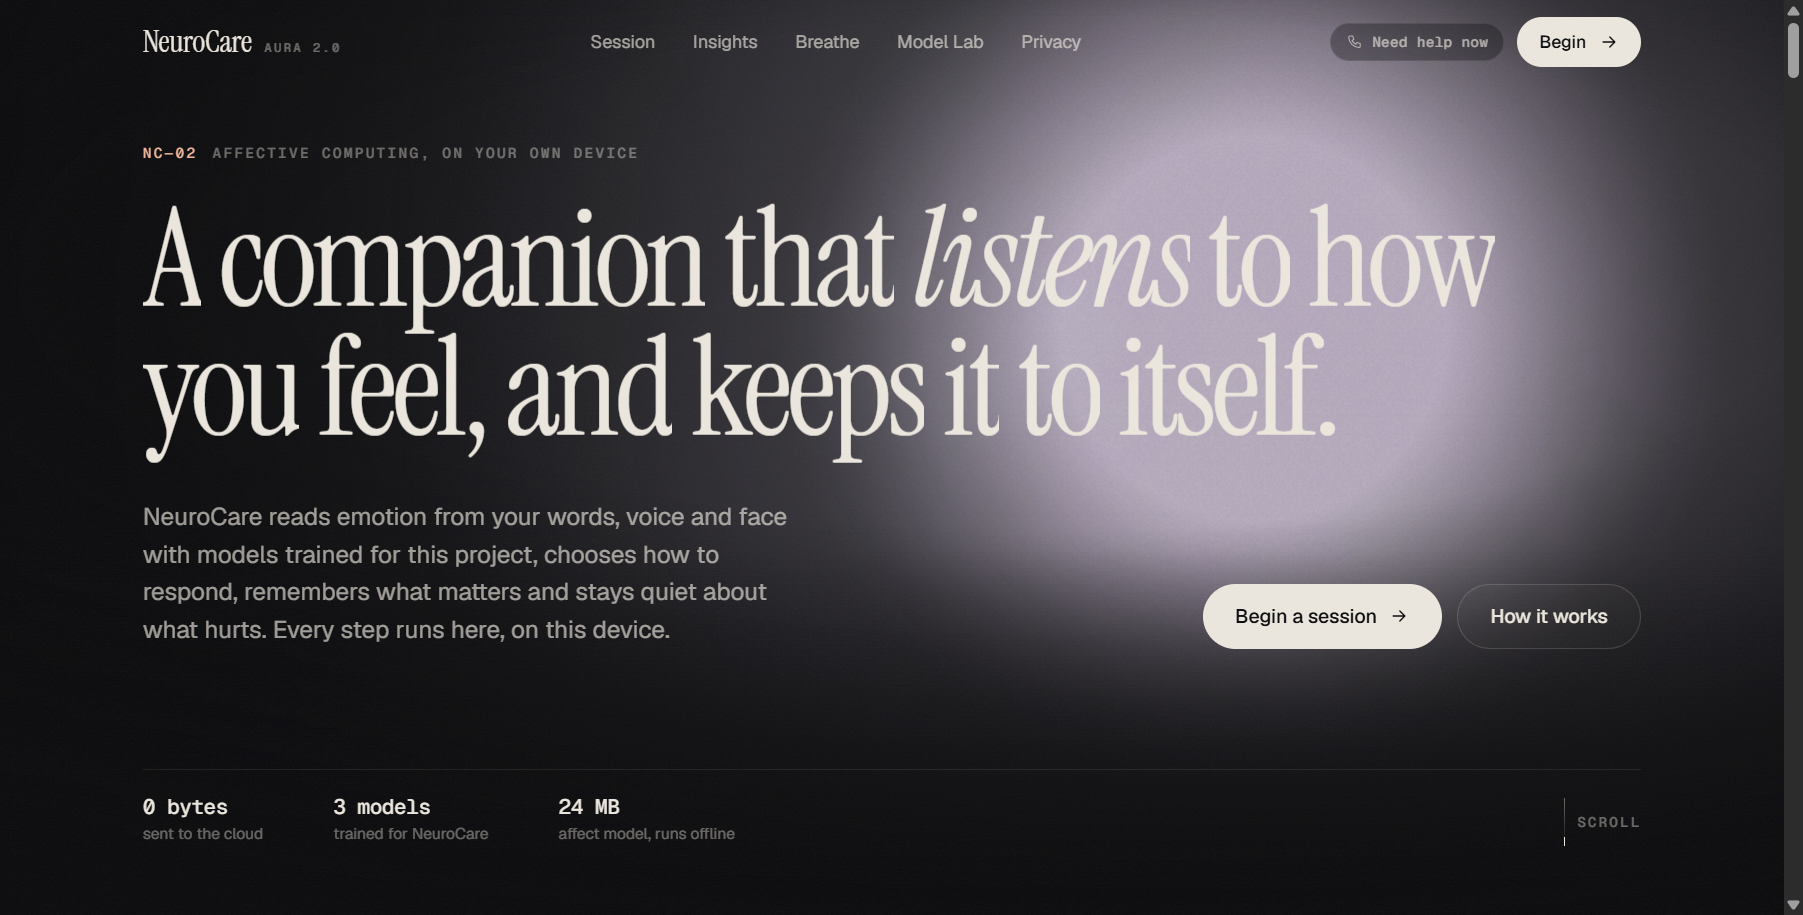 NeuroCare AURA 2.0
Session Insights Breathe Model Lab Privacy
Need help now
Begin →
NC–02 AFFECTIVE COMPUTING, ON YOUR OWN DEVICE
A companion that listens to how
you feel, and keeps it to itself.
NeuroCare reads emotion from your words, voice and face
with models trained for this project, chooses how to
respond, remembers what matters and stays quiet about
what hurts. Every step runs here, on this device.
Begin a session →
How it works
0 bytes
sent to the cloud
3 models
trained for NeuroCare
24 MB
affect model, runs offline
SCROLL